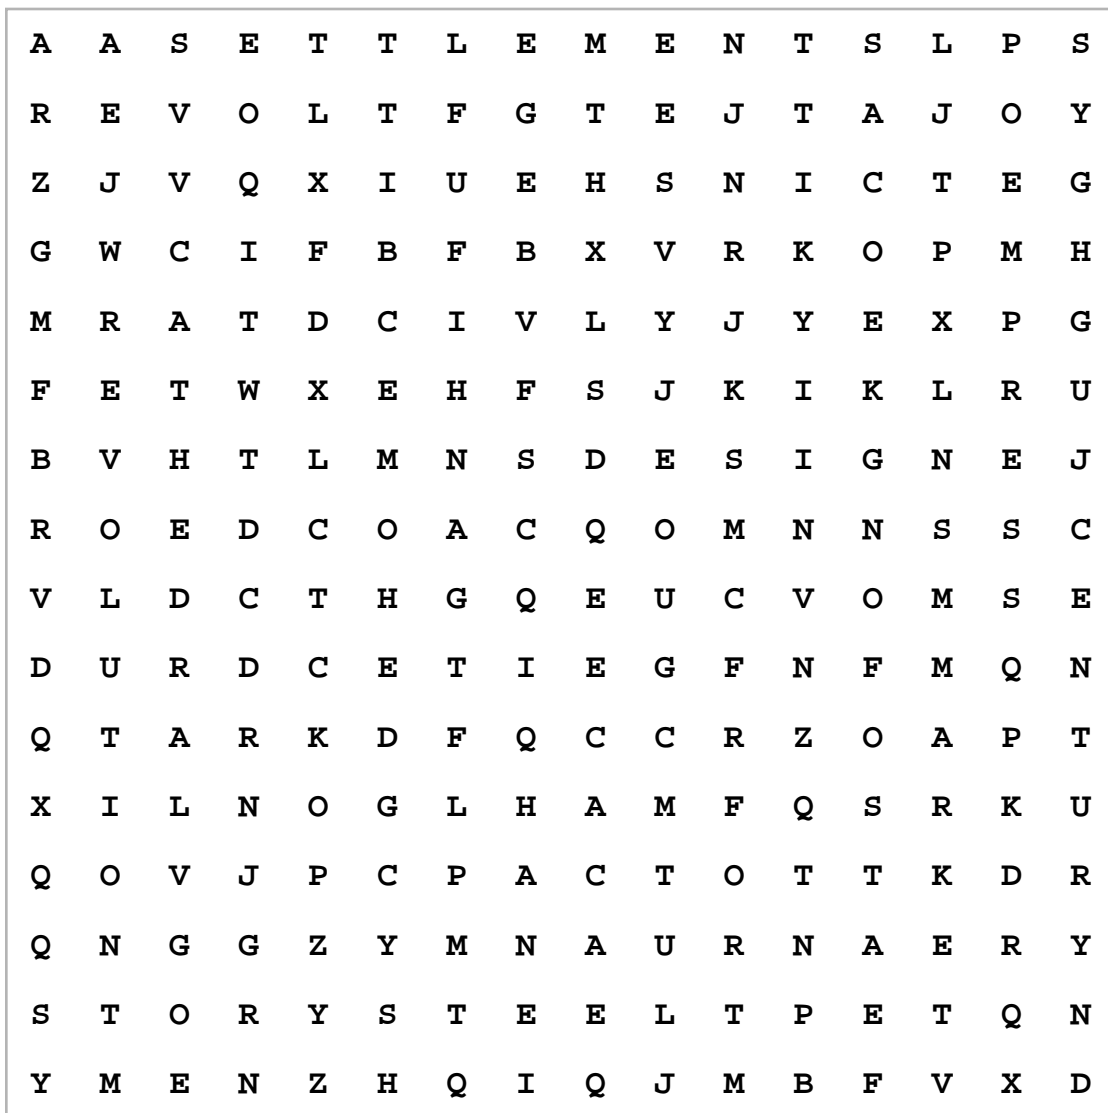 A A S E T T L E M E N T S L P S
R E V O L T F G T E J T A J O Y
Z J V Q X I U E H S N I C T E G
G W C I F B F B X V R K O P M H
M R A T D C I V L Y J Y E X P G
F E T W X E H F S J K I K L R U
B V H T L M N S D E S I G N E J
R O E D C O A C Q O M N N S S C
V L D C T H G Q E U C V O M S E
D U R D C E T I E G F N F M Q N
Q T A R K D F Q C C R Z O A P T
X I L N O G L H A M F Q S R K U
Q O V J P C P A C T O T T K D R
Q N G G Z Y M N A U R N A E R Y
S T O R Y S T E E L T P E T Q N
Y M E N Z H Q I Q J M B F V X D